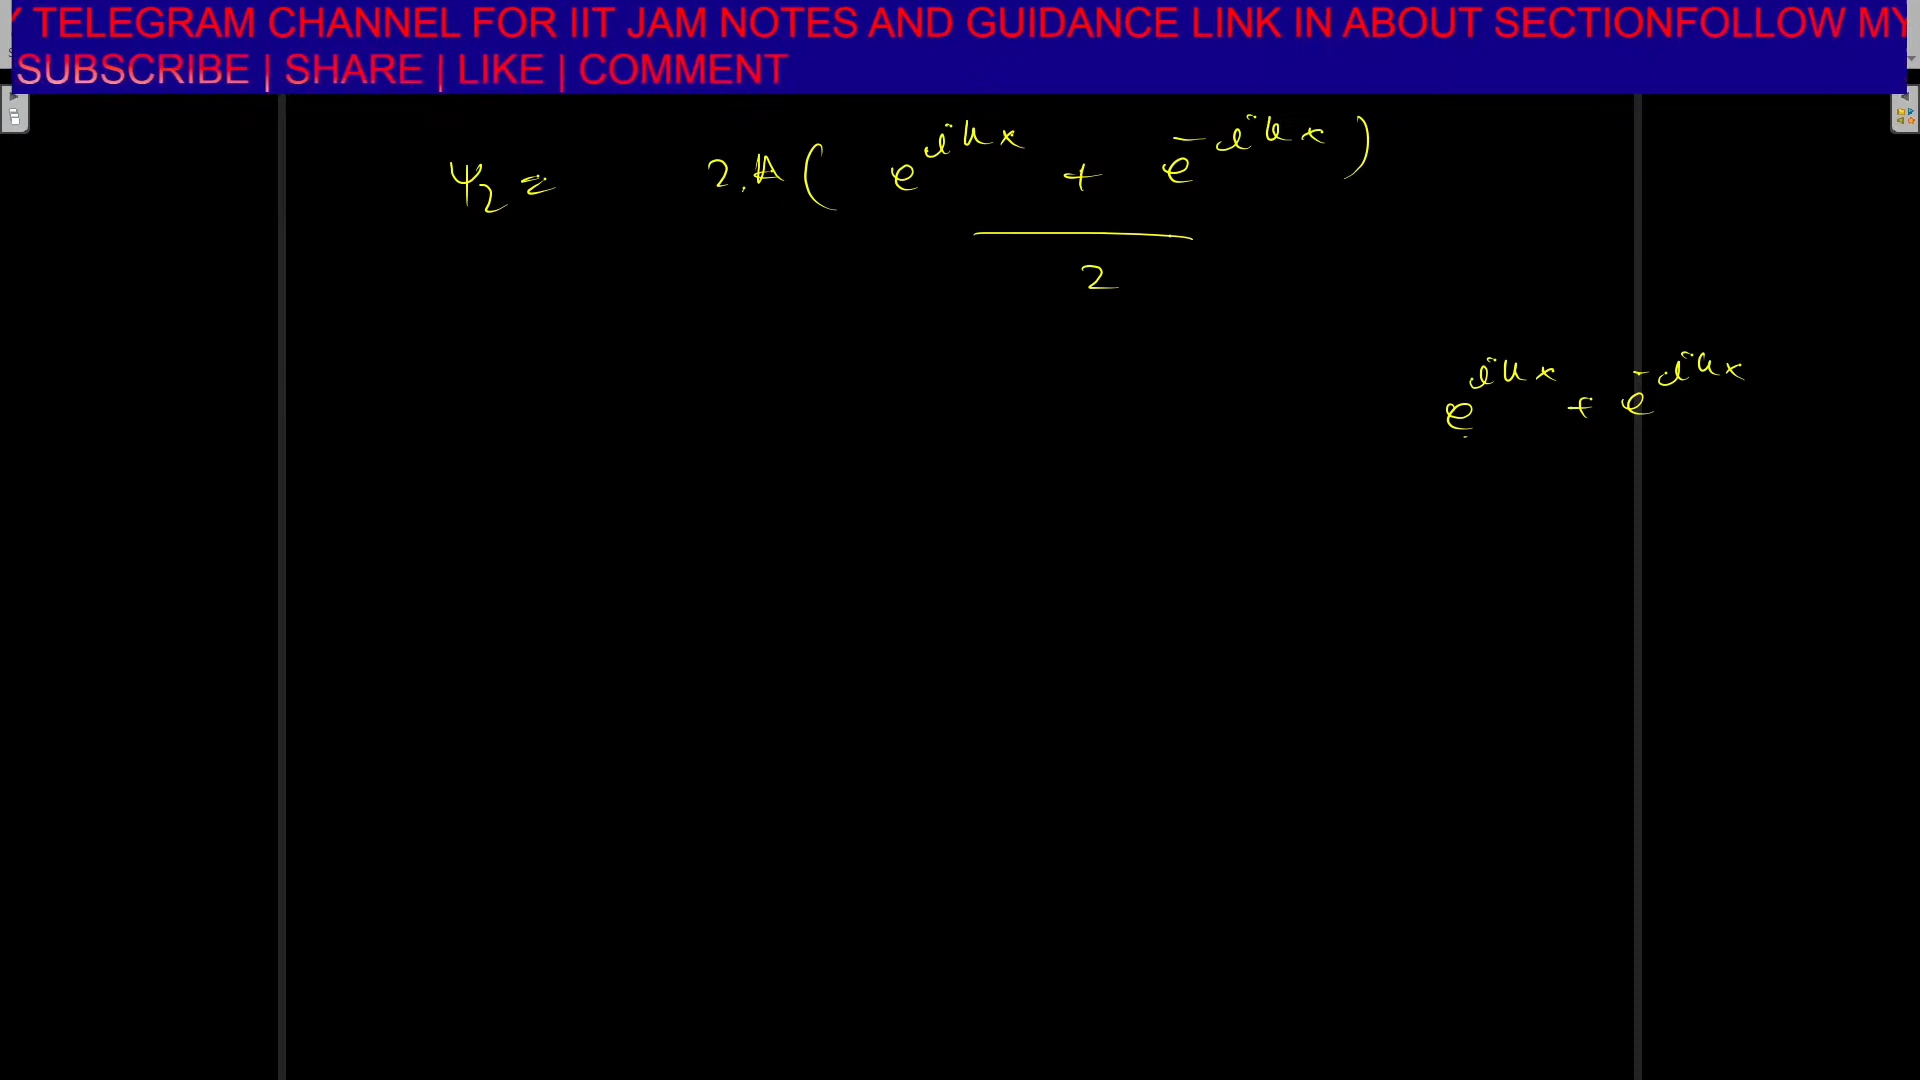 TELEGRAM CHANNEL FOR IIT JAM NOTES AND GUIDANCE LINK IN ABOUT SECTIONFOLLOW MY
SUBSCRIBE | SHARE | LIKE | COMMENT
ψ₂ = 2.A( e^{ikx} + e^{-ikx} )
2
e^{ikx} + e^{-ikx}